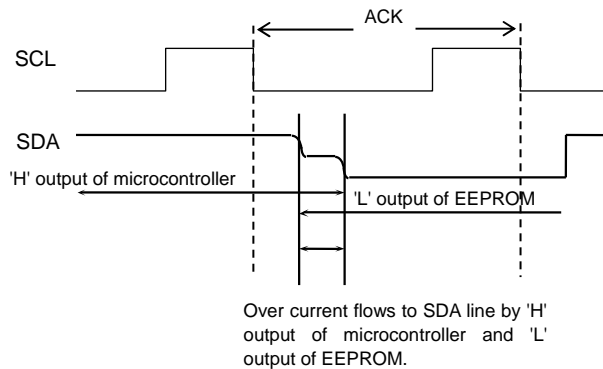 ACK
SCL
SDA
'H' output of microcontroller
'L' output of EEPROM
Over current flows to SDA line by 'H'
output of microcontroller and 'L'
output of EEPROM.